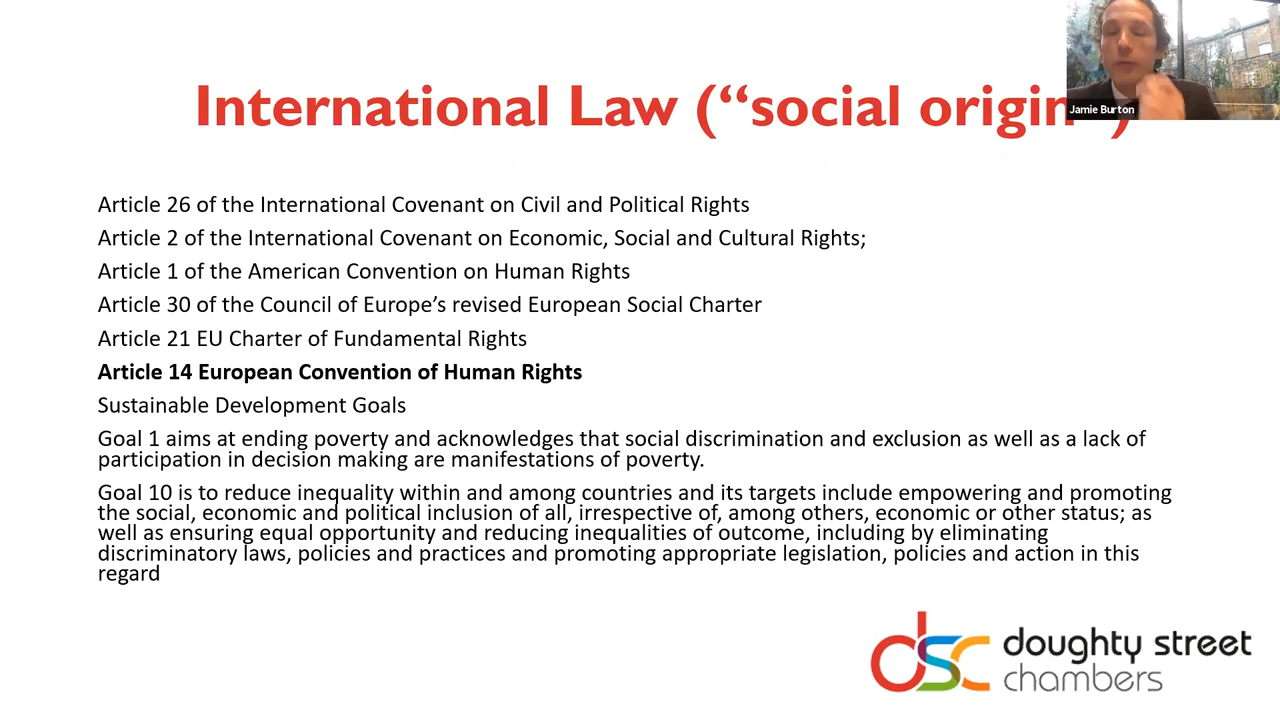 International Law (“social origin”)
Jamie Burton
Article 26 of the International Covenant on Civil and Political Rights
Article 2 of the International Covenant on Economic, Social and Cultural Rights;
Article 1 of the American Convention on Human Rights
Article 30 of the Council of Europe’s revised European Social Charter
Article 21 EU Charter of Fundamental Rights
Article 14 European Convention of Human Rights
Sustainable Development Goals
Goal 1 aims at ending poverty and acknowledges that social discrimination and exclusion as well as a lack of
participation in decision making are manifestations of poverty.
Goal 10 is to reduce inequality within and among countries and its targets include empowering and promoting
the social, economic and political inclusion of all, irrespective of, among others, economic or other status; as
well as ensuring equal opportunity and reducing inequalities of outcome, including by eliminating
discriminatory laws, policies and practices and promoting appropriate legislation, policies and action in this
regard
dsc doughty street
chambers